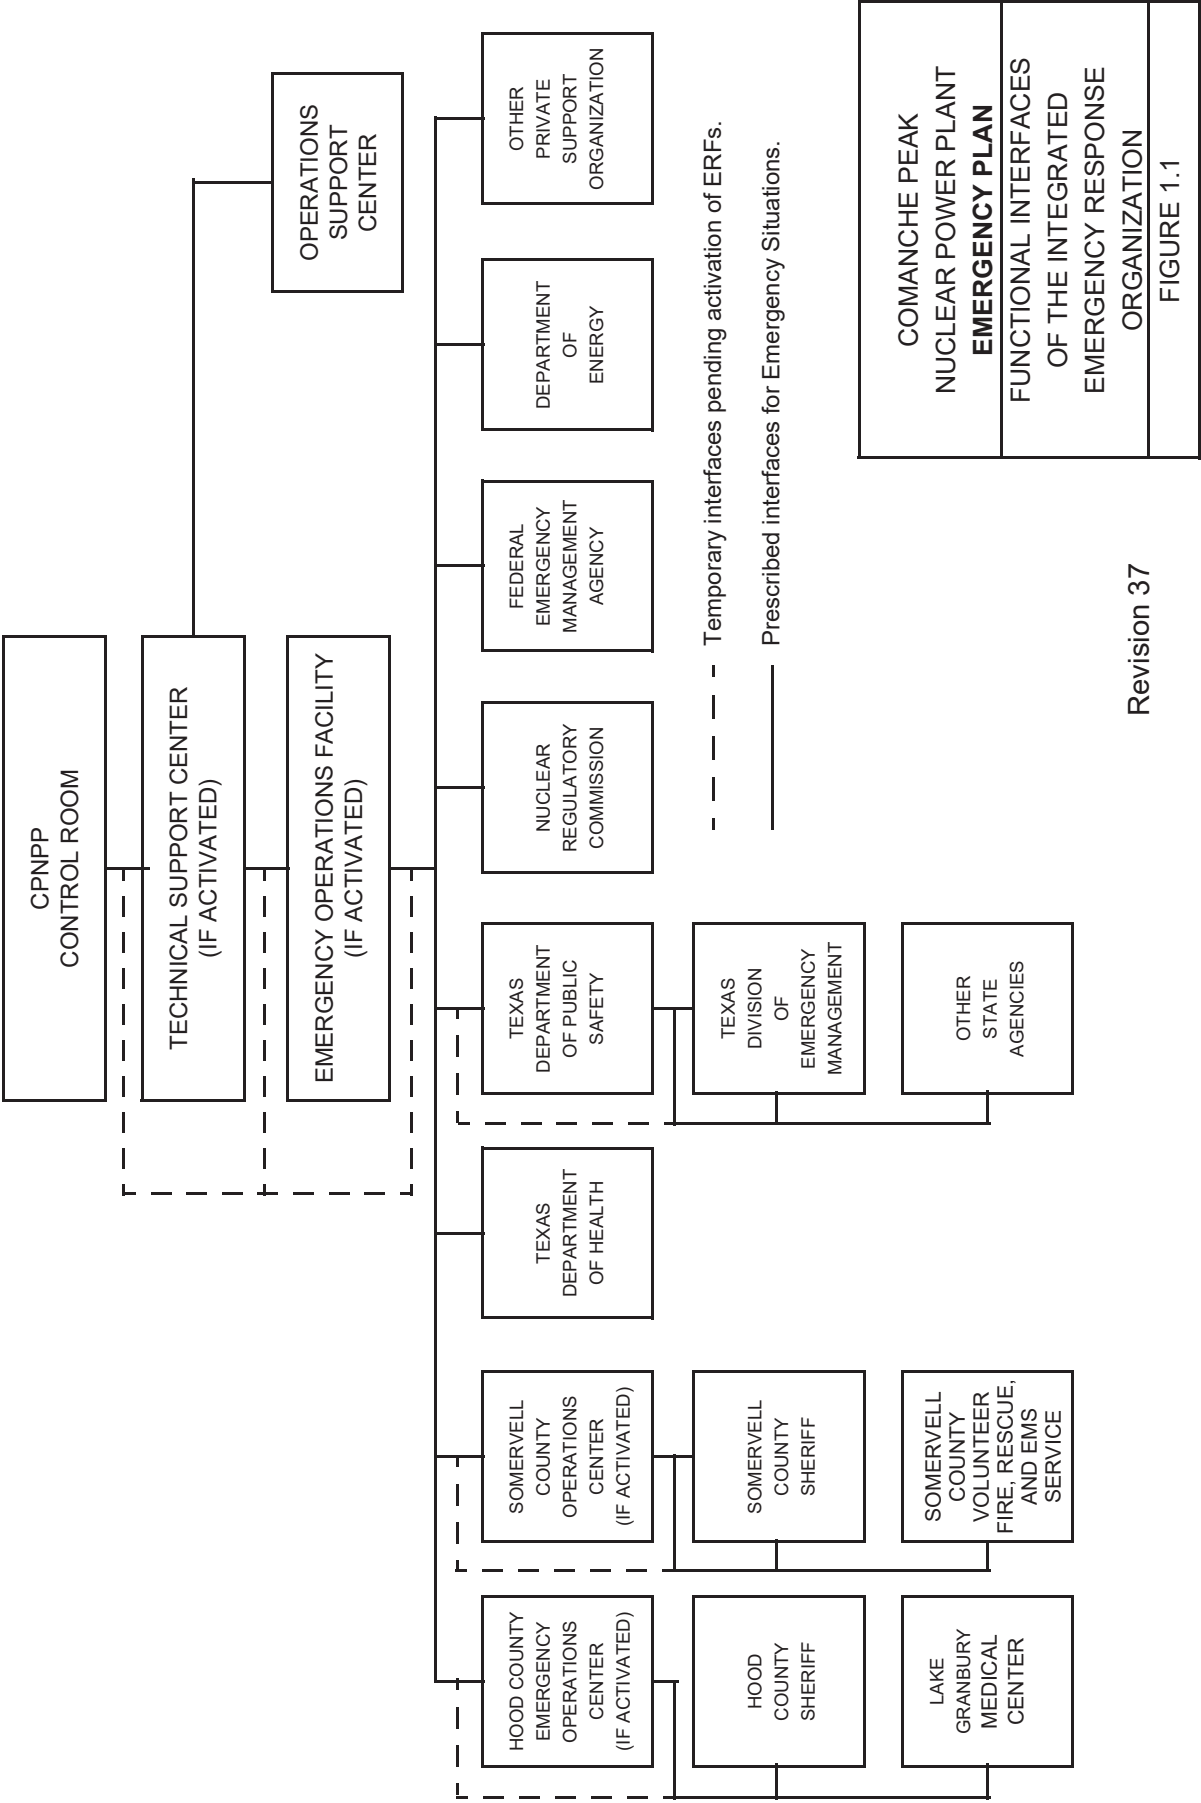 CPNPP
CONTROL ROOM
TECHNICAL SUPPORT CENTER
(IF ACTIVATED)
EMERGENCY OPERATIONS FACILITY
(IF ACTIVATED)
OPERATIONS
SUPPORT
CENTER
HOOD COUNTY
EMERGENCY
OPERATIONS
CENTER
(IF ACTIVATED)
SOMERVELL
COUNTY
OPERATIONS
CENTER
(IF ACTIVATED)
TEXAS
DEPARTMENT
OF HEALTH
TEXAS
DEPARTMENT
OF PUBLIC
SAFETY
NUCLEAR
REGULATORY
COMMISSION
FEDERAL
EMERGENCY
MANAGEMENT
AGENCY
DEPARTMENT
OF
ENERGY
OTHER
PRIVATE
SUPPORT
ORGANIZATION
HOOD
COUNTY
SHERIFF
SOMERVELL
COUNTY
SHERIFF
TEXAS
DIVISION
OF
EMERGENCY
MANAGEMENT
LAKE
GRANBURY
MEDICAL
CENTER
SOMERVELL
COUNTY
VOLUNTEER
FIRE, RESCUE,
AND EMS
SERVICE
OTHER
STATE
AGENCIES
Temporary interfaces pending activation of ERFs.
Prescribed interfaces for Emergency Situations.
COMANCHE PEAK
NUCLEAR POWER PLANT
EMERGENCY PLAN
FUNCTIONAL INTERFACES
OF THE INTEGRATED
EMERGENCY RESPONSE
ORGANIZATION
FIGURE 1.1
Revision 37